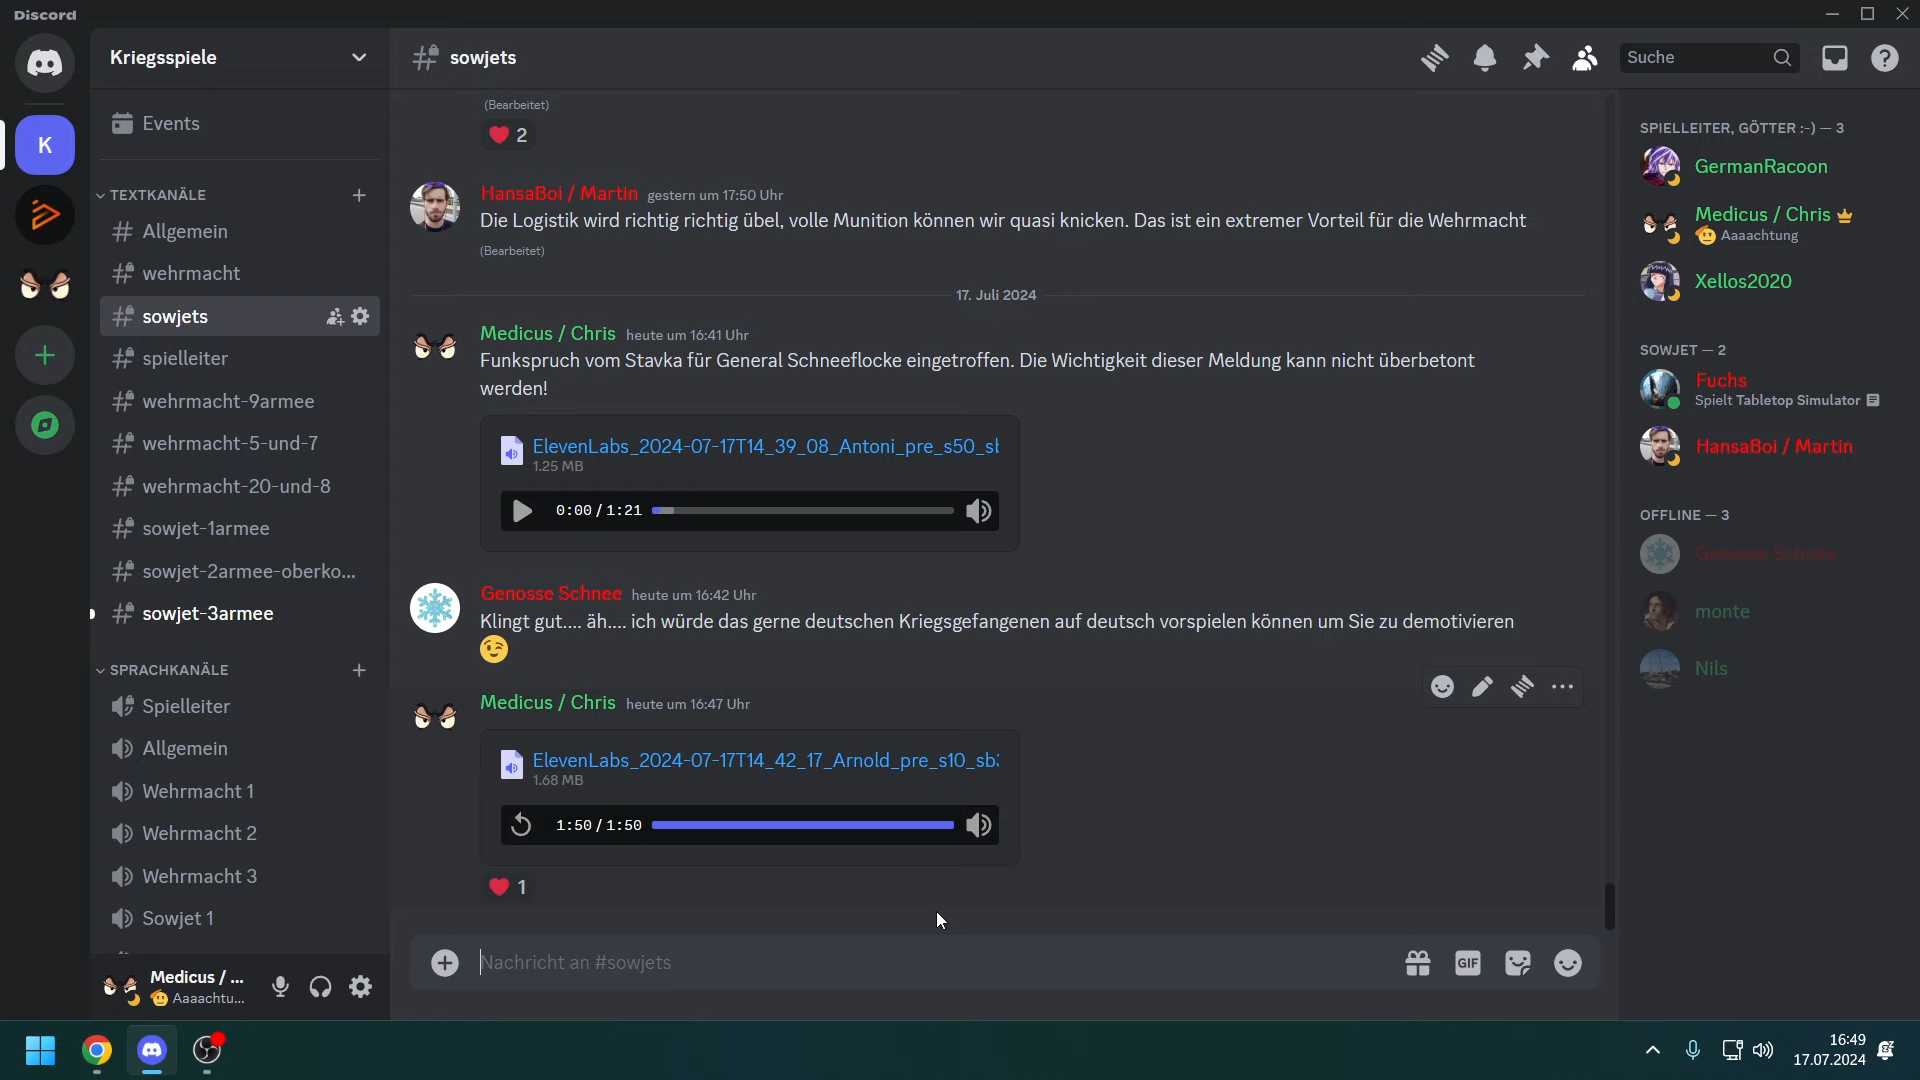 Discord
Kriegsspiele
Events
TEXTKANÄLE
Allgemein
wehrmacht
sowjets
spielleiter
wehrmacht-9armee
wehrmacht-5-und-7
wehrmacht-20-und-8
sowjet-1armee
sowjet-2armee-oberko...
sowjet-3armee
SPRACHKANÄLE
Spielleiter
Allgemein
Wehrmacht 1
Wehrmacht 2
Wehrmacht 3
Sowjet 1
Medicus / ...
Aaaachtu...
K
sowjets
Suche
(Bearbeitet)
2
HansaBoi / Martin gestern um 17:50 Uhr
Die Logistik wird richtig richtig übel, volle Munition können wir quasi knicken. Das ist ein extremer Vorteil für die Wehrmacht
(Bearbeitet)
17. Juli 2024
Medicus / Chris heute um 16:41 Uhr
Funkspruch vom Stavka für General Schneeflocke eingetroffen. Die Wichtigkeit dieser Meldung kann nicht überbetont
werden!
ElevenLabs_2024-07-17T14_39_08_Antoni_pre_s50_sb
1.25 MB
0:00 / 1:21
Genosse Schnee heute um 16:42 Uhr
Klingt gut.... äh.... ich würde das gerne deutschen Kriegsgefangenen auf deutsch vorspielen können um Sie zu demotivieren
Medicus / Chris heute um 16:47 Uhr
ElevenLabs_2024-07-17T14_42_17_Arnold_pre_s10_sb
1.68 MB
1:50 / 1:50
1
Nachricht an #sowjets
GIF
SPIELLEITER, GÖTTER :-) — 3
GermanRacoon
Medicus / Chris
Aaaachtung
Xellos2020
SOWJET — 2
Fuchs
Spielt Tabletop Simulator
HansaBoi / Martin
OFFLINE — 3
Genosse Schnee
monte
Nils
16:49
17.07.2024